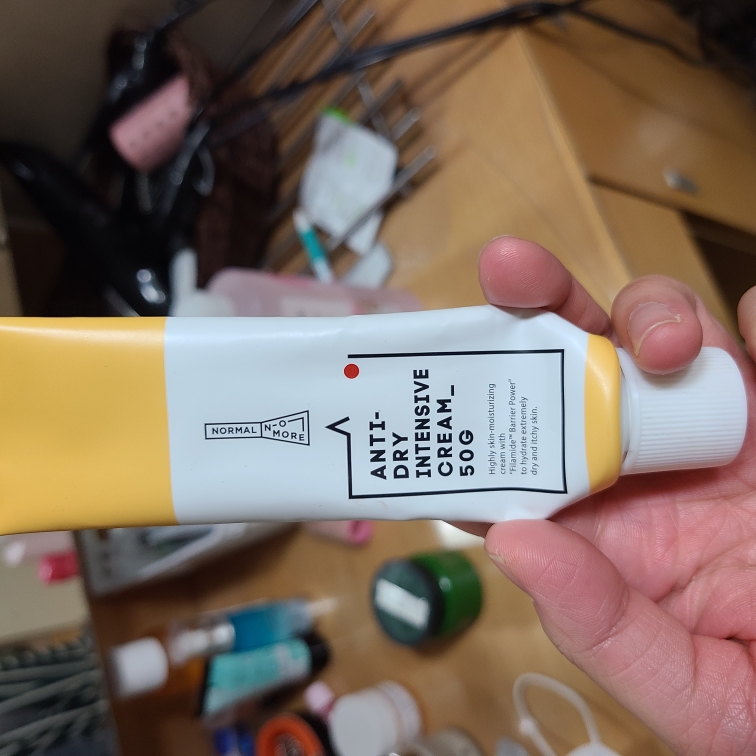 NORMAL
N-O
MORE
ANTI-
DRY
INTENSIVE
CREAM_
50G
Highly skin-moisturizing
cream with
"Filamide™ Barrier Power"
to hydrate extremely
dry and itchy skin.